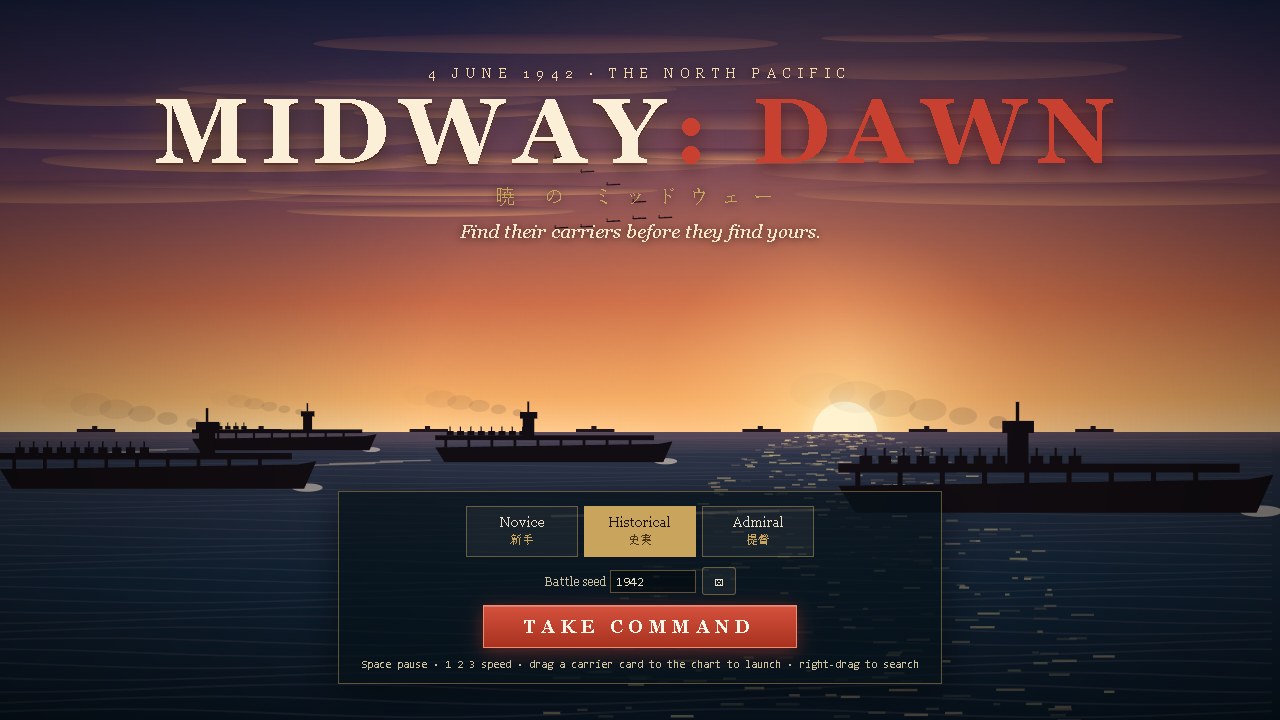 4 JUNE 1942 · THE NORTH PACIFIC
MIDWAY: DAWN
暁のミッドウェー
Find their carriers before they find yours.
Novice
新手
Historical
史実
Admiral
提督
Battle seed 1942
TAKE COMMAND
Space pause · 1 2 3 speed · drag a carrier card to the chart to launch · right-drag to search